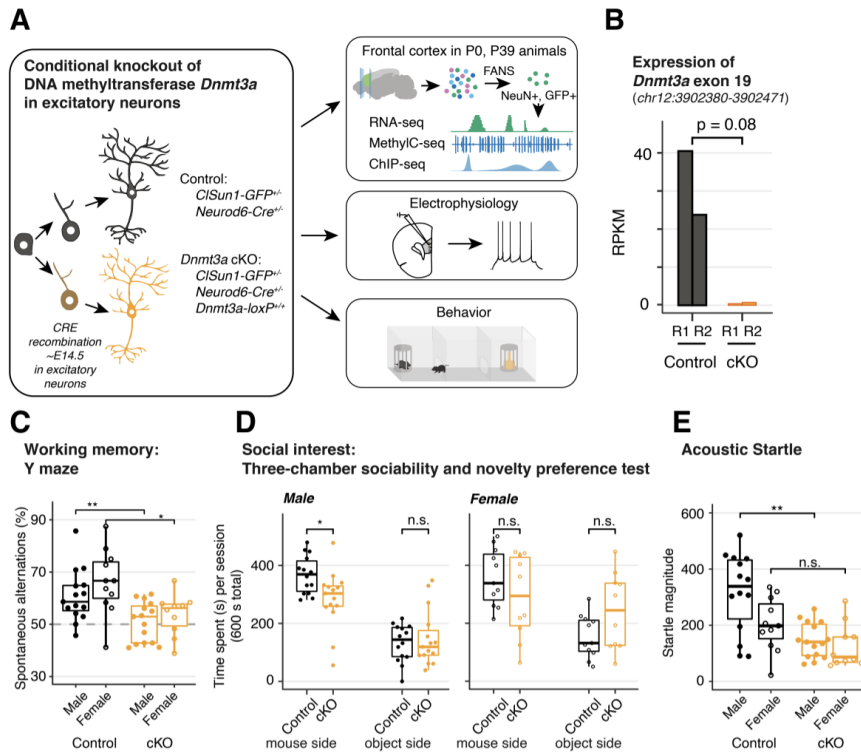 A
Conditional knockout of
DNA methyltransferase Dnmt3a
in excitatory neurons
Control:
ClSun1-GFP+/-
Neurod6-Cre+/-
Dnmt3a cKO:
ClSun1-GFP+/-
Neurod6-Cre+/-
Dnmt3a-loxP+/+
CRE
recombination
~E14.5
in excitatory
neurons
Frontal cortex in P0, P39 animals
FANS
NeuN+, GFP+
RNA-seq
MethylC-seq
ChIP-seq
Electrophysiology
Behavior
B
Expression of
Dnmt3a exon 19
(chr12:3902380-3902471)
p = 0.08
40
RPKM
0
R1 R2 R1 R2
Control cKO
C
Working memory:
Y maze
** *
Spontaneous alternations (%)
90
70
50
30
Male Female Male Female
Control cKO
D
Social interest:
Three-chamber sociability and novelty preference test
Male
* n.s.
Time spent (s) per session
(600 s total)
400
200
0
Control cKO Control cKO
mouse side object side
Female
n.s. n.s.
Control cKO Control cKO
mouse side object side
E
Acoustic Startle
**
n.s.
Startle magnitude
600
400
200
0
Male Female Male Female
Control cKO